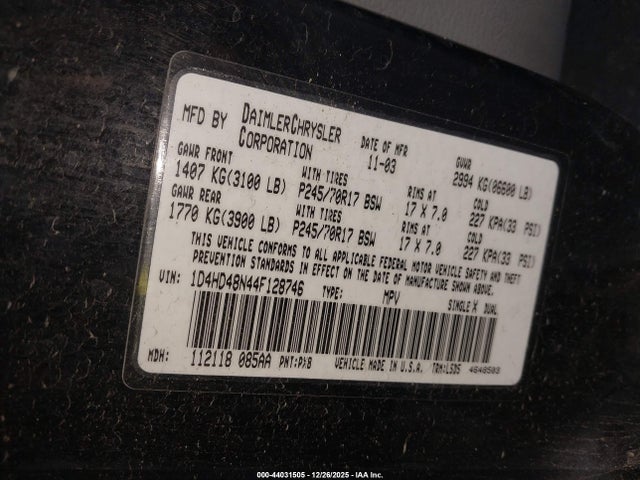 MFD BY DAIMLERCHRYSLER CORPORATION
DATE OF MFR 11-03
GVWR 2994 KG(06600 LB)
GAWR FRONT WITH TIRES RIMS AT COLD
1407 KG(3100 LB) P245/70R17 BSW 17 X 7.0 227 KPA(33 PSI)
GAWR REAR WITH TIRES RIMS AT COLD
1770 KG(3900 LB) P245/70R17 BSW 17 X 7.0 227 KPA(33 PSI)
THIS VEHICLE CONFORMS TO ALL APPLICABLE FEDERAL MOTOR VEHICLE SAFETY AND THEFT
PREVENTION STANDARDS IN EFFECT ON THE DATE OF MANUFACTURE SHOWN ABOVE.
VIN: 1D4HD48N44F128746 TYPE: MPV SINGLE X DUAL
MDH: 112118 085AA PNT: VEHICLE MADE IN U.S.A. TRM:L5D5 4648503
000-44031505 - 12/26/2025 - IAA Inc.